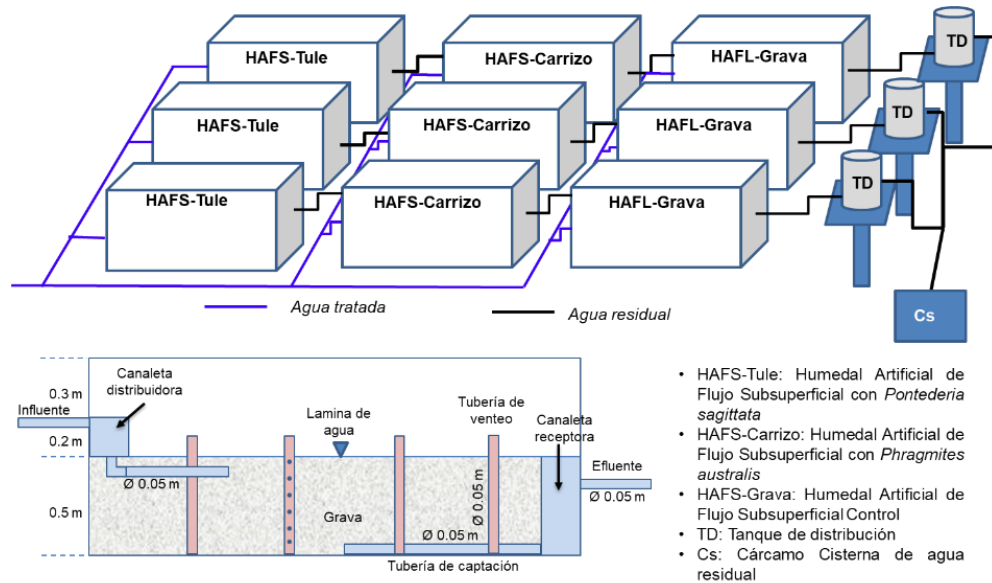 HAFS-Tule
HAFS-Carrizo
HAFL-Grava
TD
HAFS-Tule
HAFS-Carrizo
HAFL-Grava
TD
HAFS-Tule
HAFS-Carrizo
HAFL-Grava
TD
Agua tratada
Agua residual
Cs
Canaleta
distribuidora
0.3 m
Influente
0.2 m
0.5 m
Lamina de
agua
Tubería de
venteo
Canaleta
receptora
Efluente
Ø 0.05 m
Ø 0.05 m
Ø 0.05 m
Grava
Ø 0.05 m
Tubería de captación
• HAFS-Tule: Humedal Artificial de
Flujo Subsuperficial con Pontederia
sagittata
• HAFS-Carrizo: Humedal Artificial de
Flujo Subsuperficial con Phragmites
australis
• HAFS-Grava: Humedal Artificial de
Flujo Subsuperficial Control
• TD: Tanque de distribución
• Cs: Cárcamo Cisterna de agua
residual